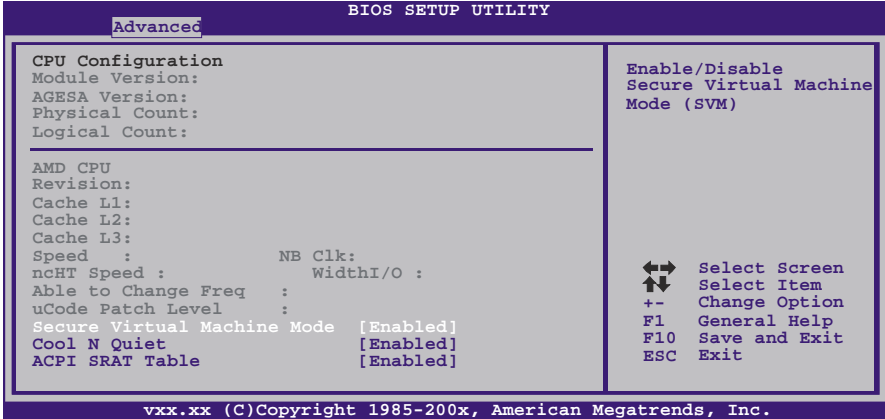 BIOS SETUP UTILITY
Advanced
CPU Configuration
Module Version:
AGESA Version:
Physical Count:
Logical Count:
AMD CPU
Revision:
Cache L1:
Cache L2:
Cache L3:
Speed : NB Clk:
ncHT Speed : WidthI/O :
Able to Change Freq :
uCode Patch Level :
Secure Virtual Machine Mode [Enabled]
Cool N Quiet [Enabled]
ACPI SRAT Table [Enabled]
Enable/Disable
Secure Virtual Machine
Mode (SVM)
Select Screen
Select Item
+- Change Option
F1 General Help
F10 Save and Exit
ESC Exit
vxx.xx (C)Copyright 1985-200x, American Megatrends, Inc.